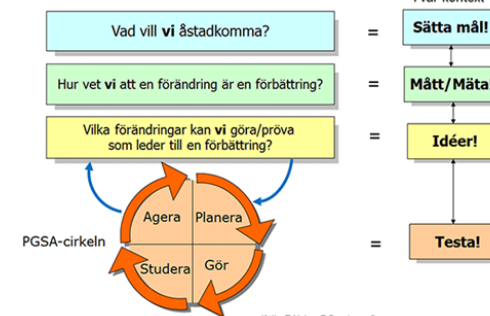 Vad vill vi åstadkomma?
=
Sätta mål!
Hur vet vi att en förändring är en förbättring?
=
Mått/Mäta
Vilka förändringar kan vi göra/pröva
som leder till en förbättring?
=
Idéer!
Agera
Planera
PGSA-cirkeln
Studera
Gör
=
Testa!